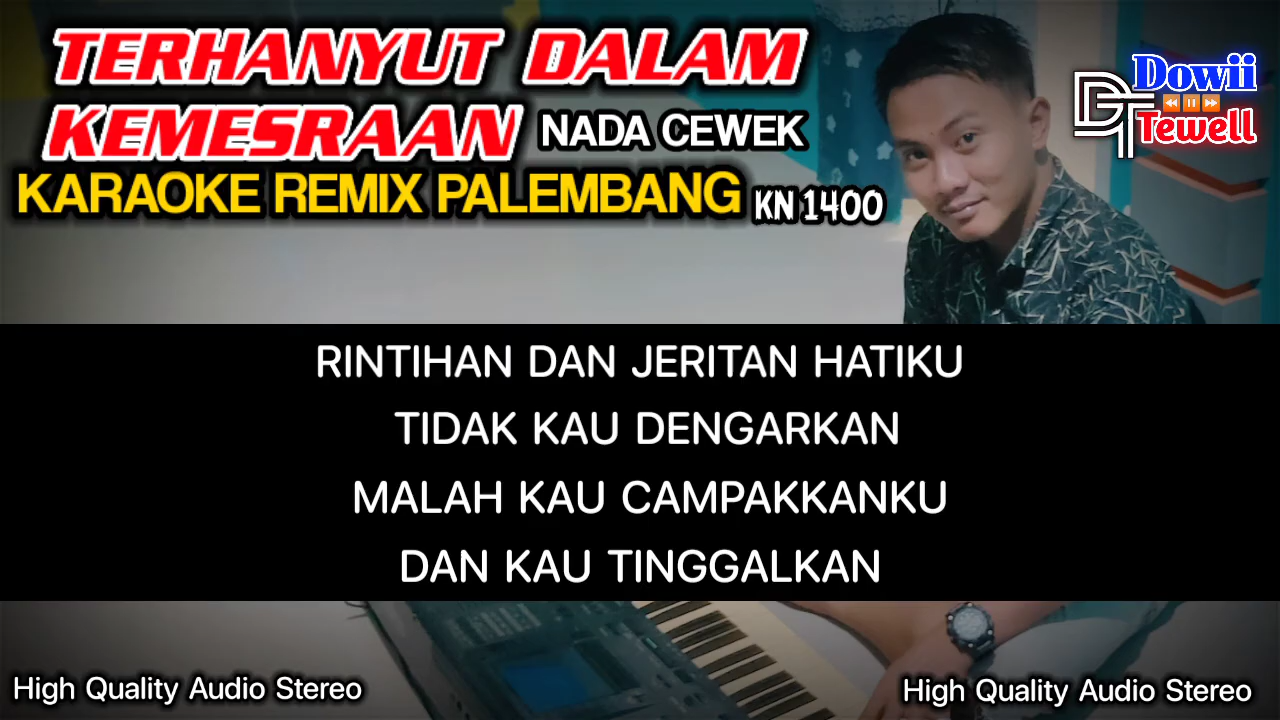 TERHANYUT DALAM
KEMESRAAN NADA CEWEK
KARAOKE REMIX PALEMBANG KN 1400
DT Dowii
Tewell
RINTIHAN DAN JERITAN HATIKU
TIDAK KAU DENGARKAN
MALAH KAU CAMPAKKANKU
DAN KAU TINGGALKAN
High Quality Audio Stereo
High Quality Audio Stereo